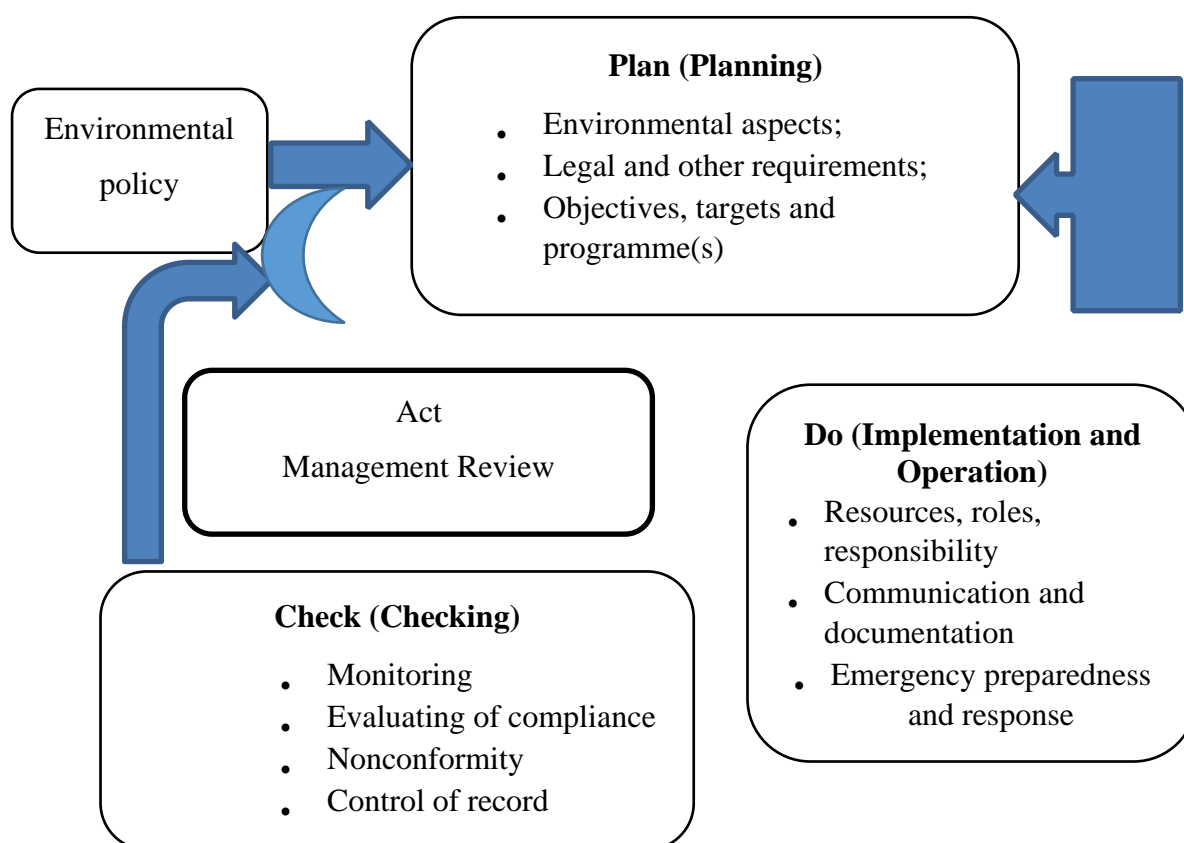 Environmental
policy
Plan (Planning)
• Environmental aspects;
• Legal and other requirements;
• Objectives, targets and
programme(s)
Act
Management Review
Do (Implementation and
Operation)
• Resources, roles,
responsibility
• Communication and
documentation
• Emergency preparedness
and response
Check (Checking)
• Monitoring
• Evaluating of compliance
• Nonconformity
• Control of record